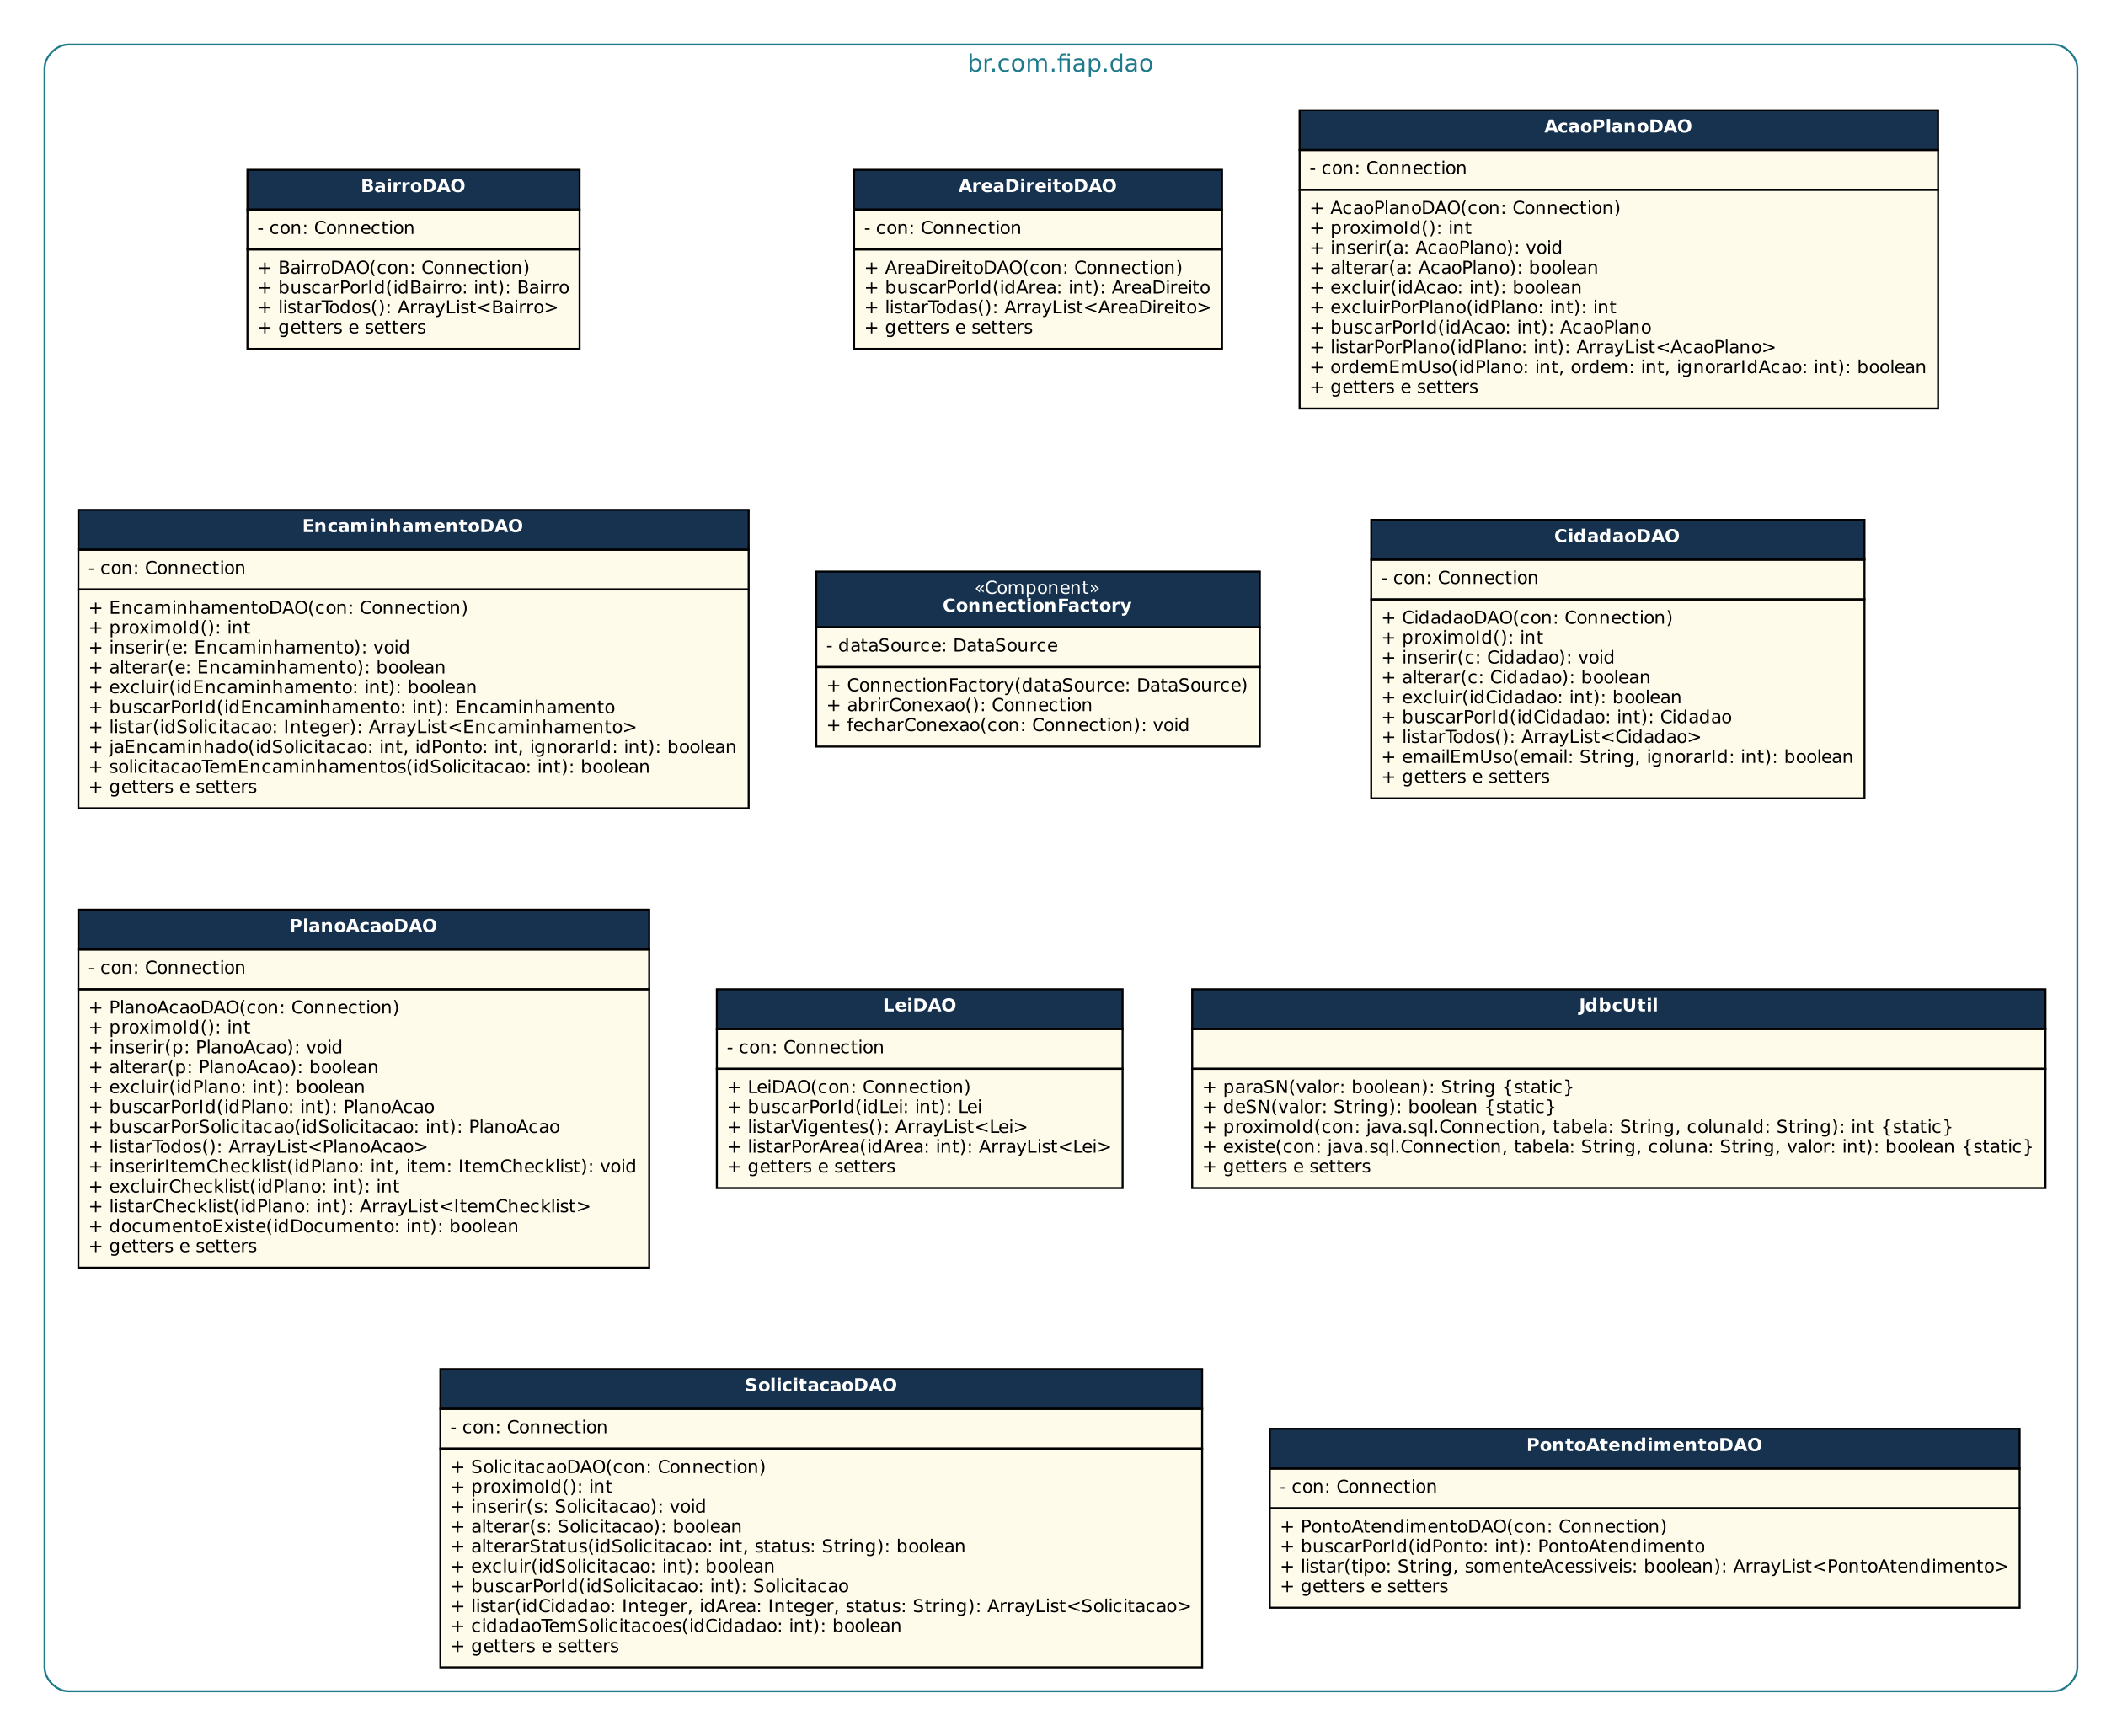 br.com.fiap.dao
BairroDAO
- con: Connection
+ BairroDAO(con: Connection)
+ buscarPorId(idBairro: int): Bairro
+ listarTodos(): ArrayList<Bairro>
+ getters e setters
AreaDireitoDAO
- con: Connection
+ AreaDireitoDAO(con: Connection)
+ buscarPorId(idArea: int): AreaDireito
+ listarTodas(): ArrayList<AreaDireito>
+ getters e setters
AcaoPlanoDAO
- con: Connection
+ AcaoPlanoDAO(con: Connection)
+ proximoId(): int
+ inserir(a: AcaoPlano): void
+ alterar(a: AcaoPlano): boolean
+ excluir(idAcao: int): boolean
+ excluirPorPlano(idPlano: int): int
+ buscarPorId(idAcao: int): AcaoPlano
+ listarPorPlano(idPlano: int): ArrayList<AcaoPlano>
+ ordemEmUso(idPlano: int, ordem: int, ignorarIdAcao: int): boolean
+ getters e setters
EncaminhamentoDAO
- con: Connection
+ EncaminhamentoDAO(con: Connection)
+ proximoId(): int
+ inserir(e: Encaminhamento): void
+ alterar(e: Encaminhamento): boolean
+ excluir(idEncaminhamento: int): boolean
+ buscarPorId(idEncaminhamento: int): Encaminhamento
+ listar(idSolicitacao: Integer): ArrayList<Encaminhamento>
+ jaEncaminhado(idSolicitacao: int, idPonto: int, ignorarId: int): boolean
+ solicitacaoTemEncaminhamentos(idSolicitacao: int): boolean
+ getters e setters
«Component»
ConnectionFactory
- dataSource: DataSource
+ ConnectionFactory(dataSource: DataSource)
+ abrirConexao(): Connection
+ fecharConexao(con: Connection): void
CidadaoDAO
- con: Connection
+ CidadaoDAO(con: Connection)
+ proximoId(): int
+ inserir(c: Cidadao): void
+ alterar(c: Cidadao): boolean
+ excluir(idCidadao: int): boolean
+ buscarPorId(idCidadao: int): Cidadao
+ listarTodos(): ArrayList<Cidadao>
+ emailEmUso(email: String, ignorarId: int): boolean
+ getters e setters
PlanoAcaoDAO
- con: Connection
+ PlanoAcaoDAO(con: Connection)
+ proximoId(): int
+ inserir(p: PlanoAcao): void
+ alterar(p: PlanoAcao): boolean
+ excluir(idPlano: int): boolean
+ buscarPorId(idPlano: int): PlanoAcao
+ buscarPorSolicitacao(idSolicitacao: int): PlanoAcao
+ listarTodos(): ArrayList<PlanoAcao>
+ inserirItemChecklist(idPlano: int, item: ItemChecklist): void
+ excluirChecklist(idPlano: int): int
+ listarChecklist(idPlano: int): ArrayList<ItemChecklist>
+ documentoExiste(idDocumento: int): boolean
+ getters e setters
LeiDAO
- con: Connection
+ LeiDAO(con: Connection)
+ buscarPorId(idLei: int): Lei
+ listarVigentes(): ArrayList<Lei>
+ listarPorArea(idArea: int): ArrayList<Lei>
+ getters e setters
JdbcUtil
+ paraSN(valor: boolean): String {static}
+ deSN(valor: String): boolean {static}
+ proximoId(con: java.sql.Connection, tabela: String, colunaId: String): int {static}
+ existe(con: java.sql.Connection, tabela: String, coluna: String, valor: int): boolean {static}
+ getters e setters
SolicitacaoDAO
- con: Connection
+ SolicitacaoDAO(con: Connection)
+ proximoId(): int
+ inserir(s: Solicitacao): void
+ alterar(s: Solicitacao): boolean
+ alterarStatus(idSolicitacao: int, status: String): boolean
+ excluir(idSolicitacao: int): boolean
+ buscarPorId(idSolicitacao: int): Solicitacao
+ listar(idCidadao: Integer, idArea: Integer, status: String): ArrayList<Solicitacao>
+ cidadaoTemSolicitacoes(idCidadao: int): boolean
+ getters e setters
PontoAtendimentoDAO
- con: Connection
+ PontoAtendimentoDAO(con: Connection)
+ buscarPorId(idPonto: int): PontoAtendimento
+ listar(tipo: String, somenteAcessiveis: boolean): ArrayList<PontoAtendimento>
+ getters e setters